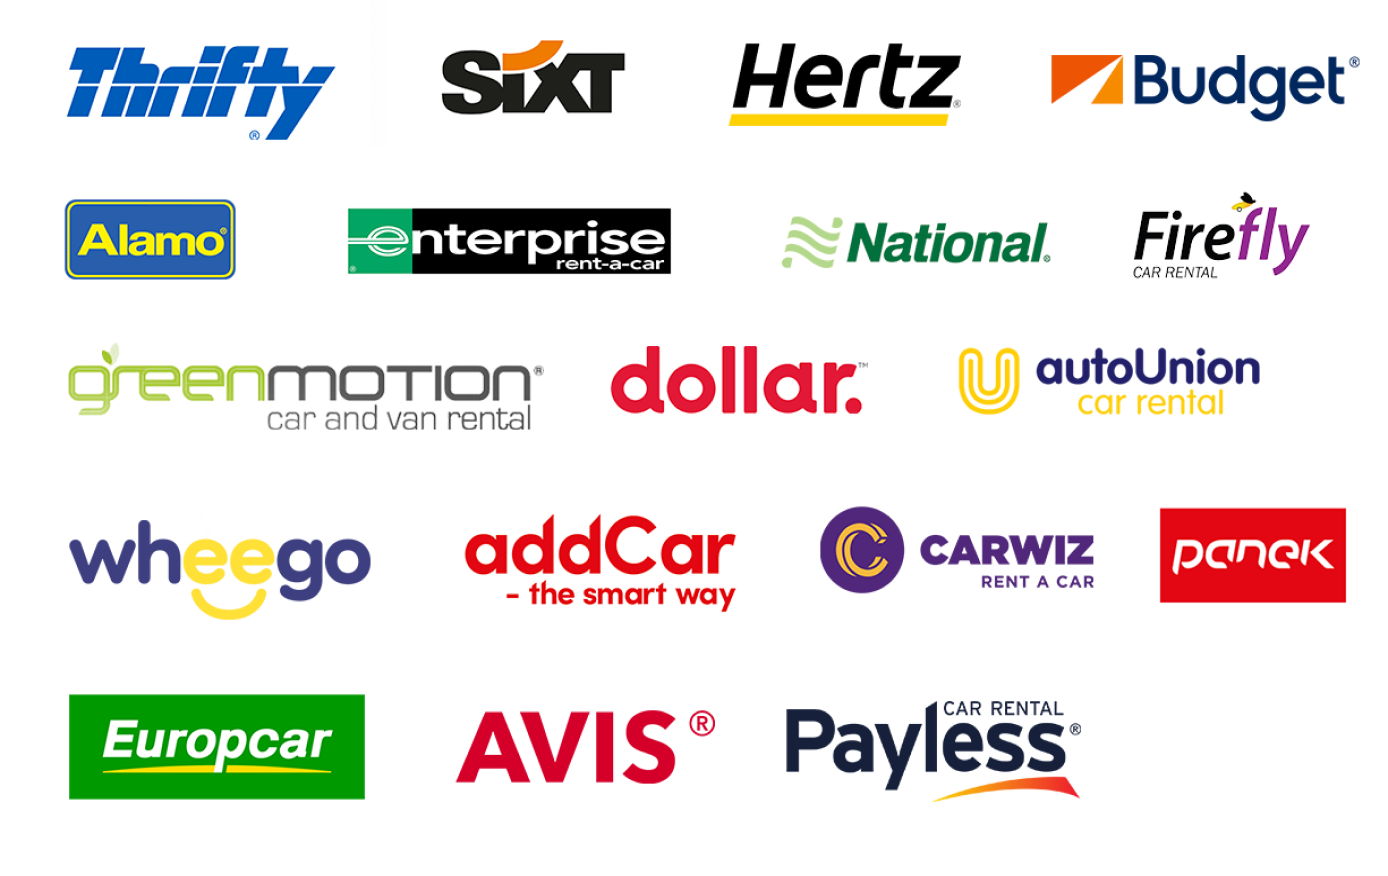 Thrifty®
SIXT
Hertz®
Budget®
Alamo®
enterprise®
rent-a-car
National®
Firefly
CAR RENTAL
greenmotion®
car and van rental
dollar.™
autoUnion
car rental
wheego
addCar
- the smart way
CARWIZ
RENT A CAR
panek
Europcar
AVIS®
CAR RENTAL
Payless®